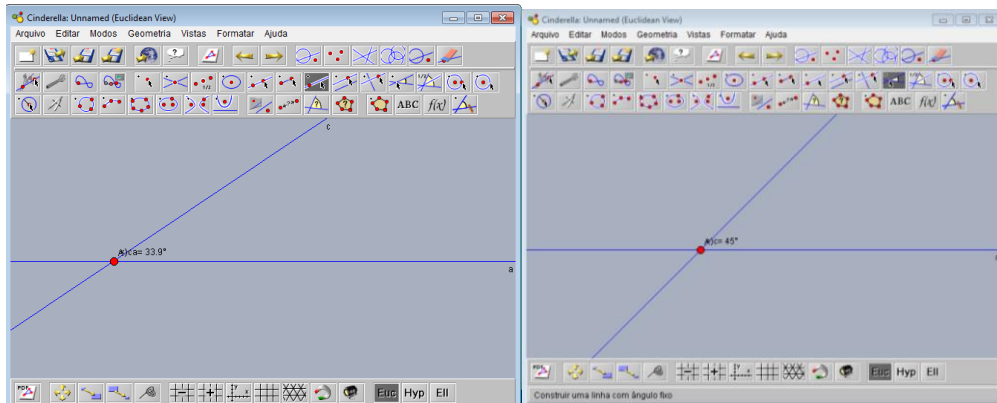 Cinderella: Unnamed (Euclidean View)
Arquivo Editar Modos Geometria Vistas Formatar Ajuda
ABC f(x)
c
ca= 33.9°
a
PDF Euc Hyp Ell
Cinderella: Unnamed (Euclidean View)
Arquivo Editar Modos Geometria Vistas Formatar Ajuda
ABC f(x)
c= 45°
PDF Euc Hyp Ell
Construir uma linha com ângulo fixo